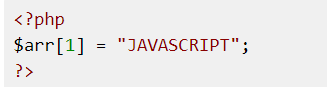 <?php
$arr[1] = "JAVASCRIPT";
?>